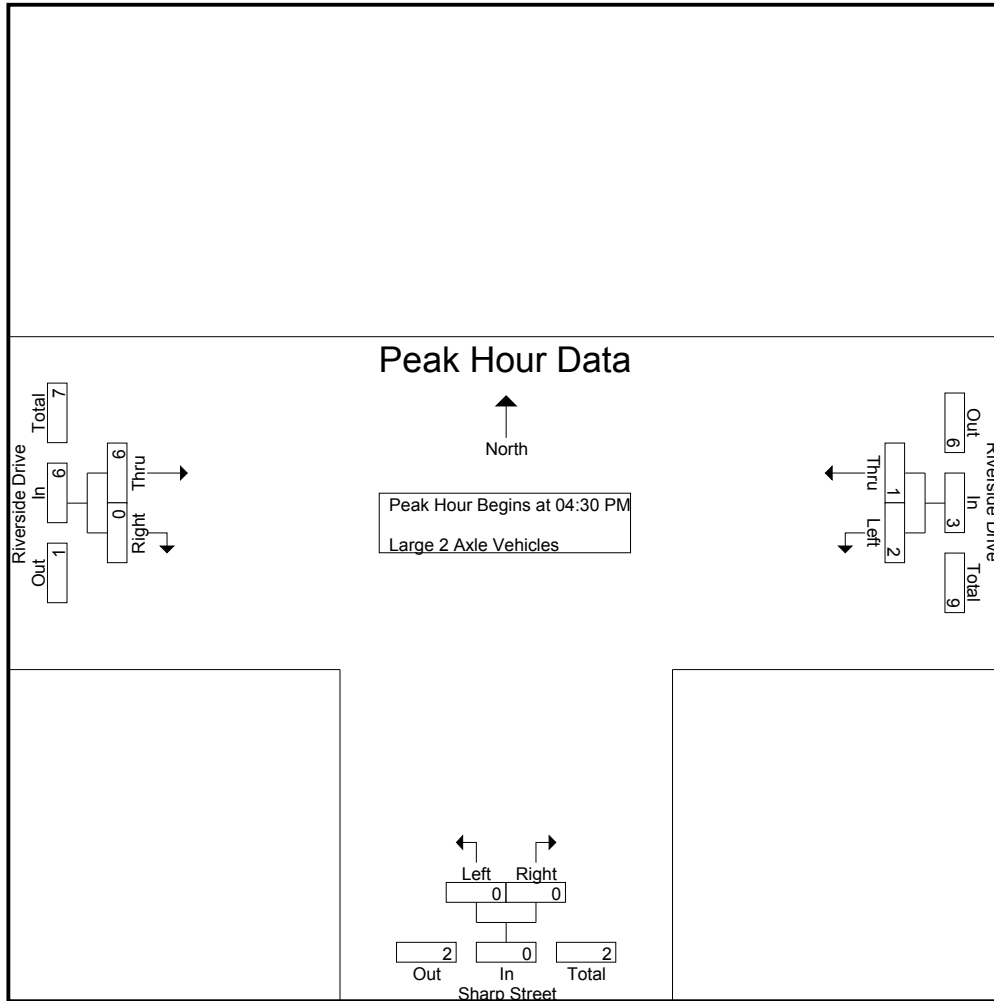 Peak Hour Data
North
Peak Hour Begins at 04:30 PM
Large 2 Axle Vehicles
Riverside Drive
Out In Total
1 6 7
Right Thru
0 6
Riverside Drive
Out In Total
6 3 9
Thru Left
1 2
Left Right
0 0
2 0 2
Out In Total
Sharp Street